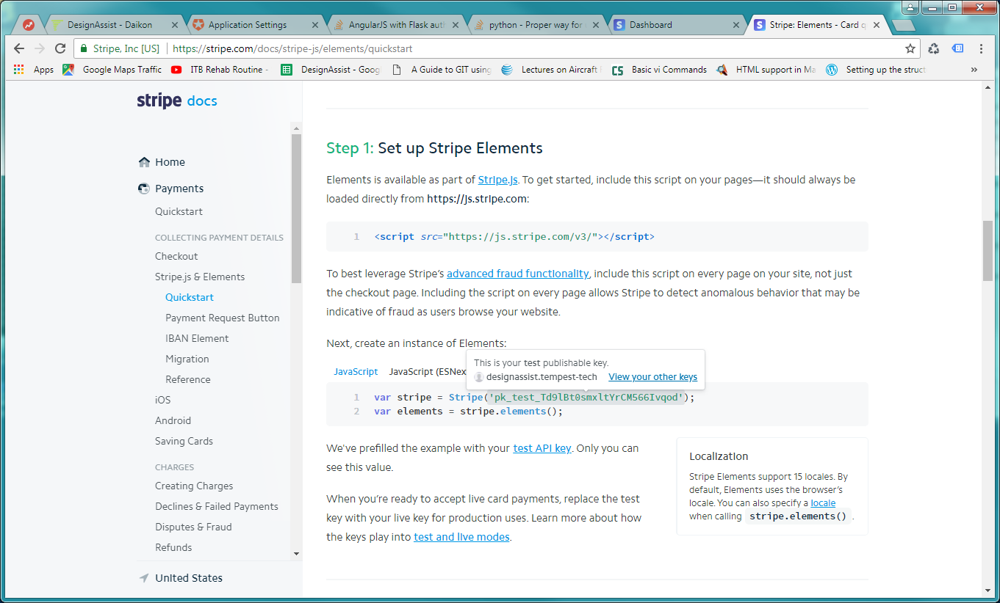 DesignAssist - Daikon
Application Settings
AngularJS with Flask auth
python - Proper way for
Dashboard
Stripe: Elements - Card q
Stripe, Inc [US]
https://stripe.com/docs/stripe-js/elements/quickstart
Apps
Google Maps Traffic
ITB Rehab Routine -
DesignAssist - Goog
A Guide to GIT using
Lectures on Aircraft
CS
Basic vi Commands
HTML support in Ma
Setting up the struct
»
stripe docs
Home
Payments
Quickstart
COLLECTING PAYMENT DETAILS
Checkout
Stripe.js & Elements
Quickstart
Payment Request Button
IBAN Element
Migration
Reference
iOS
Android
Saving Cards
CHARGES
Creating Charges
Declines & Failed Payments
Disputes & Fraud
Refunds
United States
Step 1: Set up Stripe Elements
Elements is available as part of Stripe.js. To get started, include this script on your pages—it should always be
loaded directly from https://js.stripe.com:
1 <script src="https://js.stripe.com/v3/"></script>
To best leverage Stripe's advanced fraud functionality, include this script on every page on your site, not just
the checkout page. Including the script on every page allows Stripe to detect anomalous behavior that may be
indicative of fraud as users browse your website.
Next, create an instance of Elements:
This is your test publishable key.
designassist.tempest-tech View your other keys
JavaScript JavaScript (ESNex
1 var stripe = Stripe('pk_test_Td9lBt0smxltYrCM566Ivqod');
2 var elements = stripe.elements();
We've prefilled the example with your test API key. Only you can
see this value.
When you're ready to accept live card payments, replace the test
key with your live key for production uses. Learn more about how
the keys play into test and live modes.
Localization
Stripe Elements support 15 locales. By
default, Elements uses the browser's
locale. You can also specify a locale
when calling stripe.elements() .